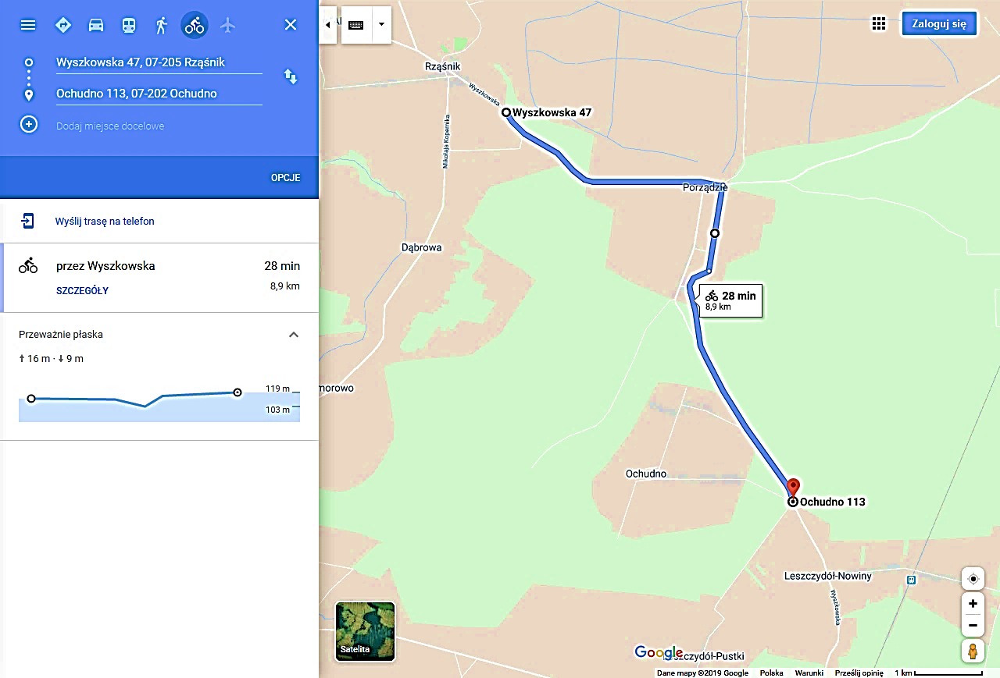 Wyszkowska 47, 07-205 Rząśnik
Ochudno 113, 07-202 Ochudno
Dodaj miejsce docelowe
OPCJE
Wyślij trasę na telefon
przez Wyszkowska
28 min
8,9 km
SZCZEGÓŁY
Przeważnie płaska
16 m · 9 m
119 m
103 m
Zaloguj się
Rząśnik
Wyszkowska
Wyszkowska 47
Mikołaja Kopernika
Porządzie
Dąbrowa
28 min
8,9 km
morowo
Ochudno
Ochudno 113
Leszczydół-Nowiny
Wyszkowska
Satelita
Google
szczydół-Pustki
Dane mapy ©2019 Google Polska Warunki Prześlij opinię 1 km